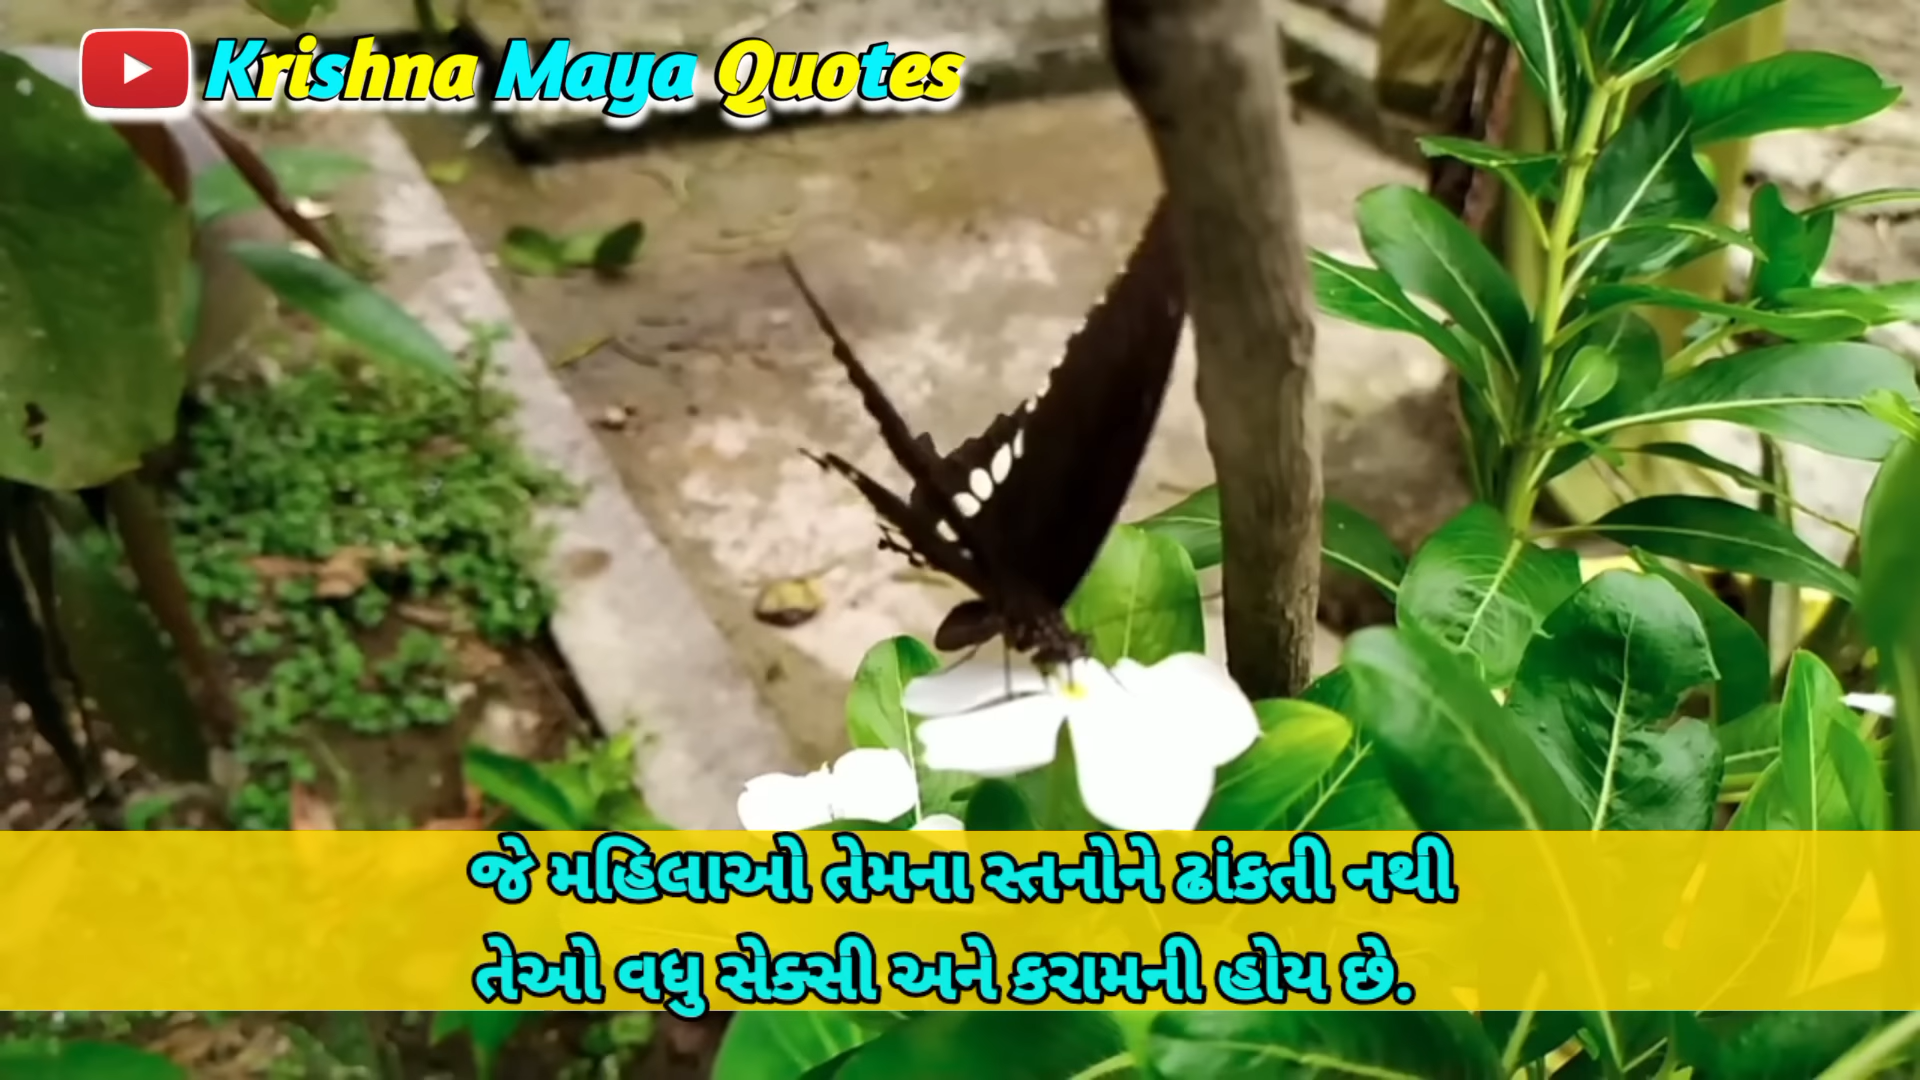 Krishna Maya Quotes
જે મહિલાઓ તેમના સ્તનોને ઢાંકતી નથી
તેઓ વધુ સેક્સી અને કરામની હોય છે.